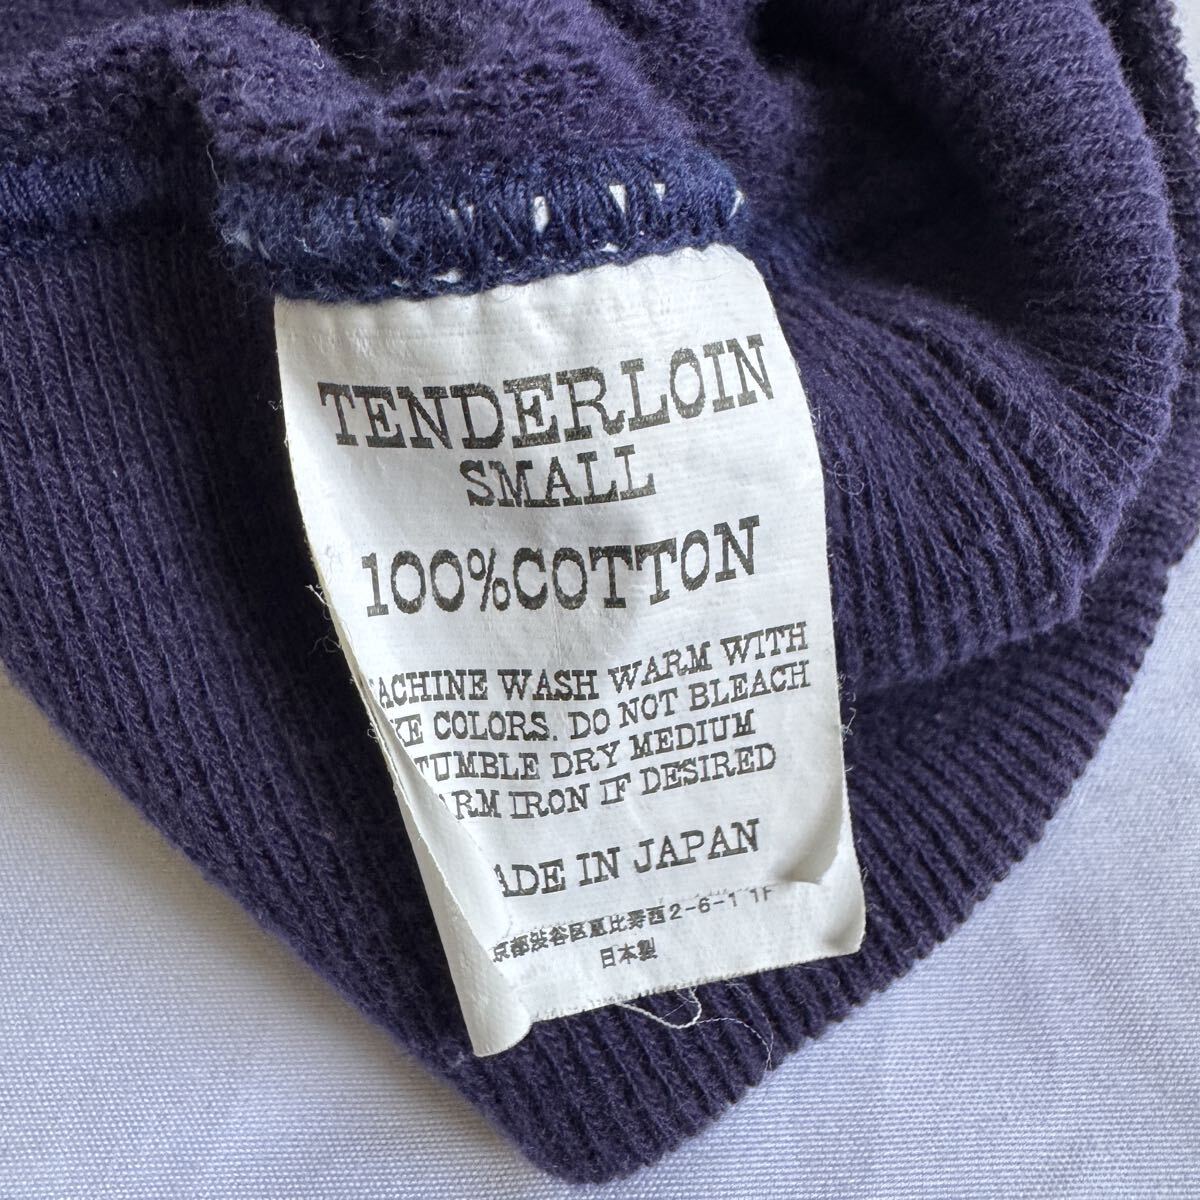 TENDERLOIN
SMALL
100%COTTON
ACHINE WASH WARM WITH
KE COLORS. DO NOT BLEACH
TUMBLE DRY MEDIUM
ARM IRON IF DESIRED
ADE IN JAPAN
京都渋谷区恵比寿西2-6-1 1F
日本製